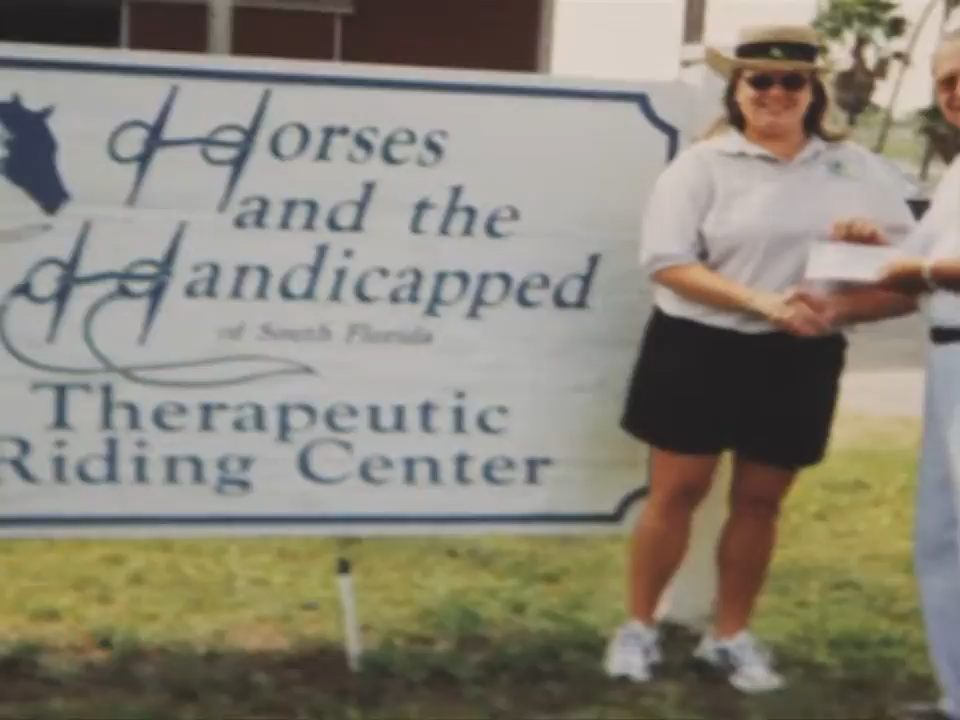 Horses
and the
Handicapped
of South Florida
Therapeutic
Riding Center